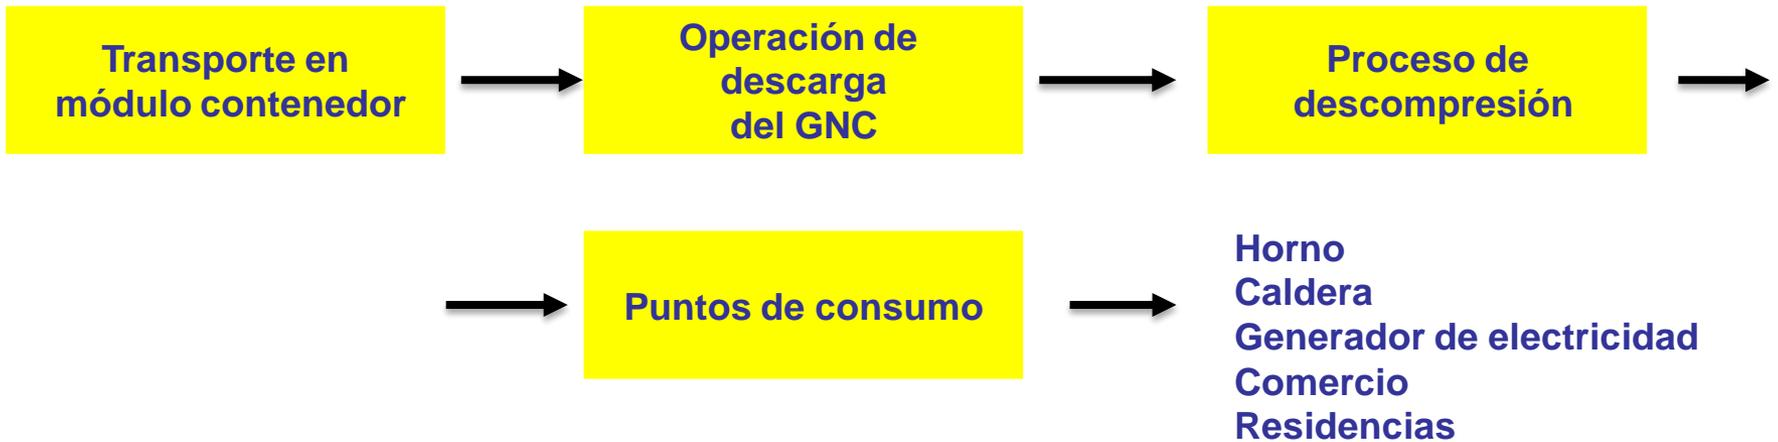 Transporte en
módulo contenedor
Operación de
descarga
del GNC
Proceso de
descompresión
Puntos de consumo
Horno
Caldera
Generador de electricidad
Comercio
Residencias